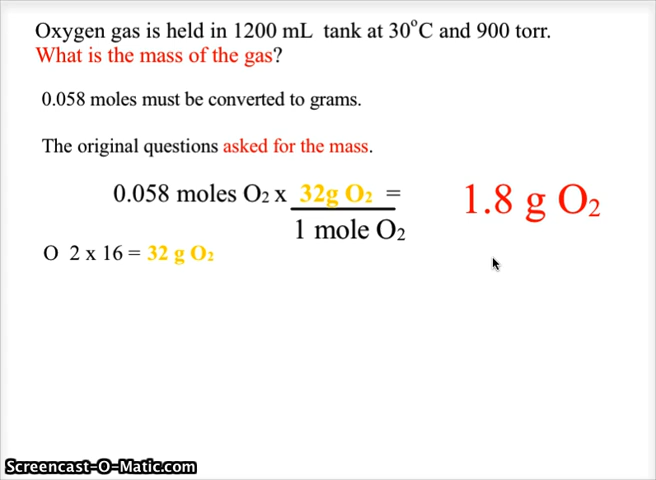 Oxygen gas is held in 1200 mL tank at 30°C and 900 torr.
What is the mass of the gas?
0.058 moles must be converted to grams.
The original questions asked for the mass.
0.058 moles O₂ x 32g O₂ =
1 mole O₂
1.8 g O₂
O 2 x 16 = 32 g O₂
Screencast-O-Matic.com